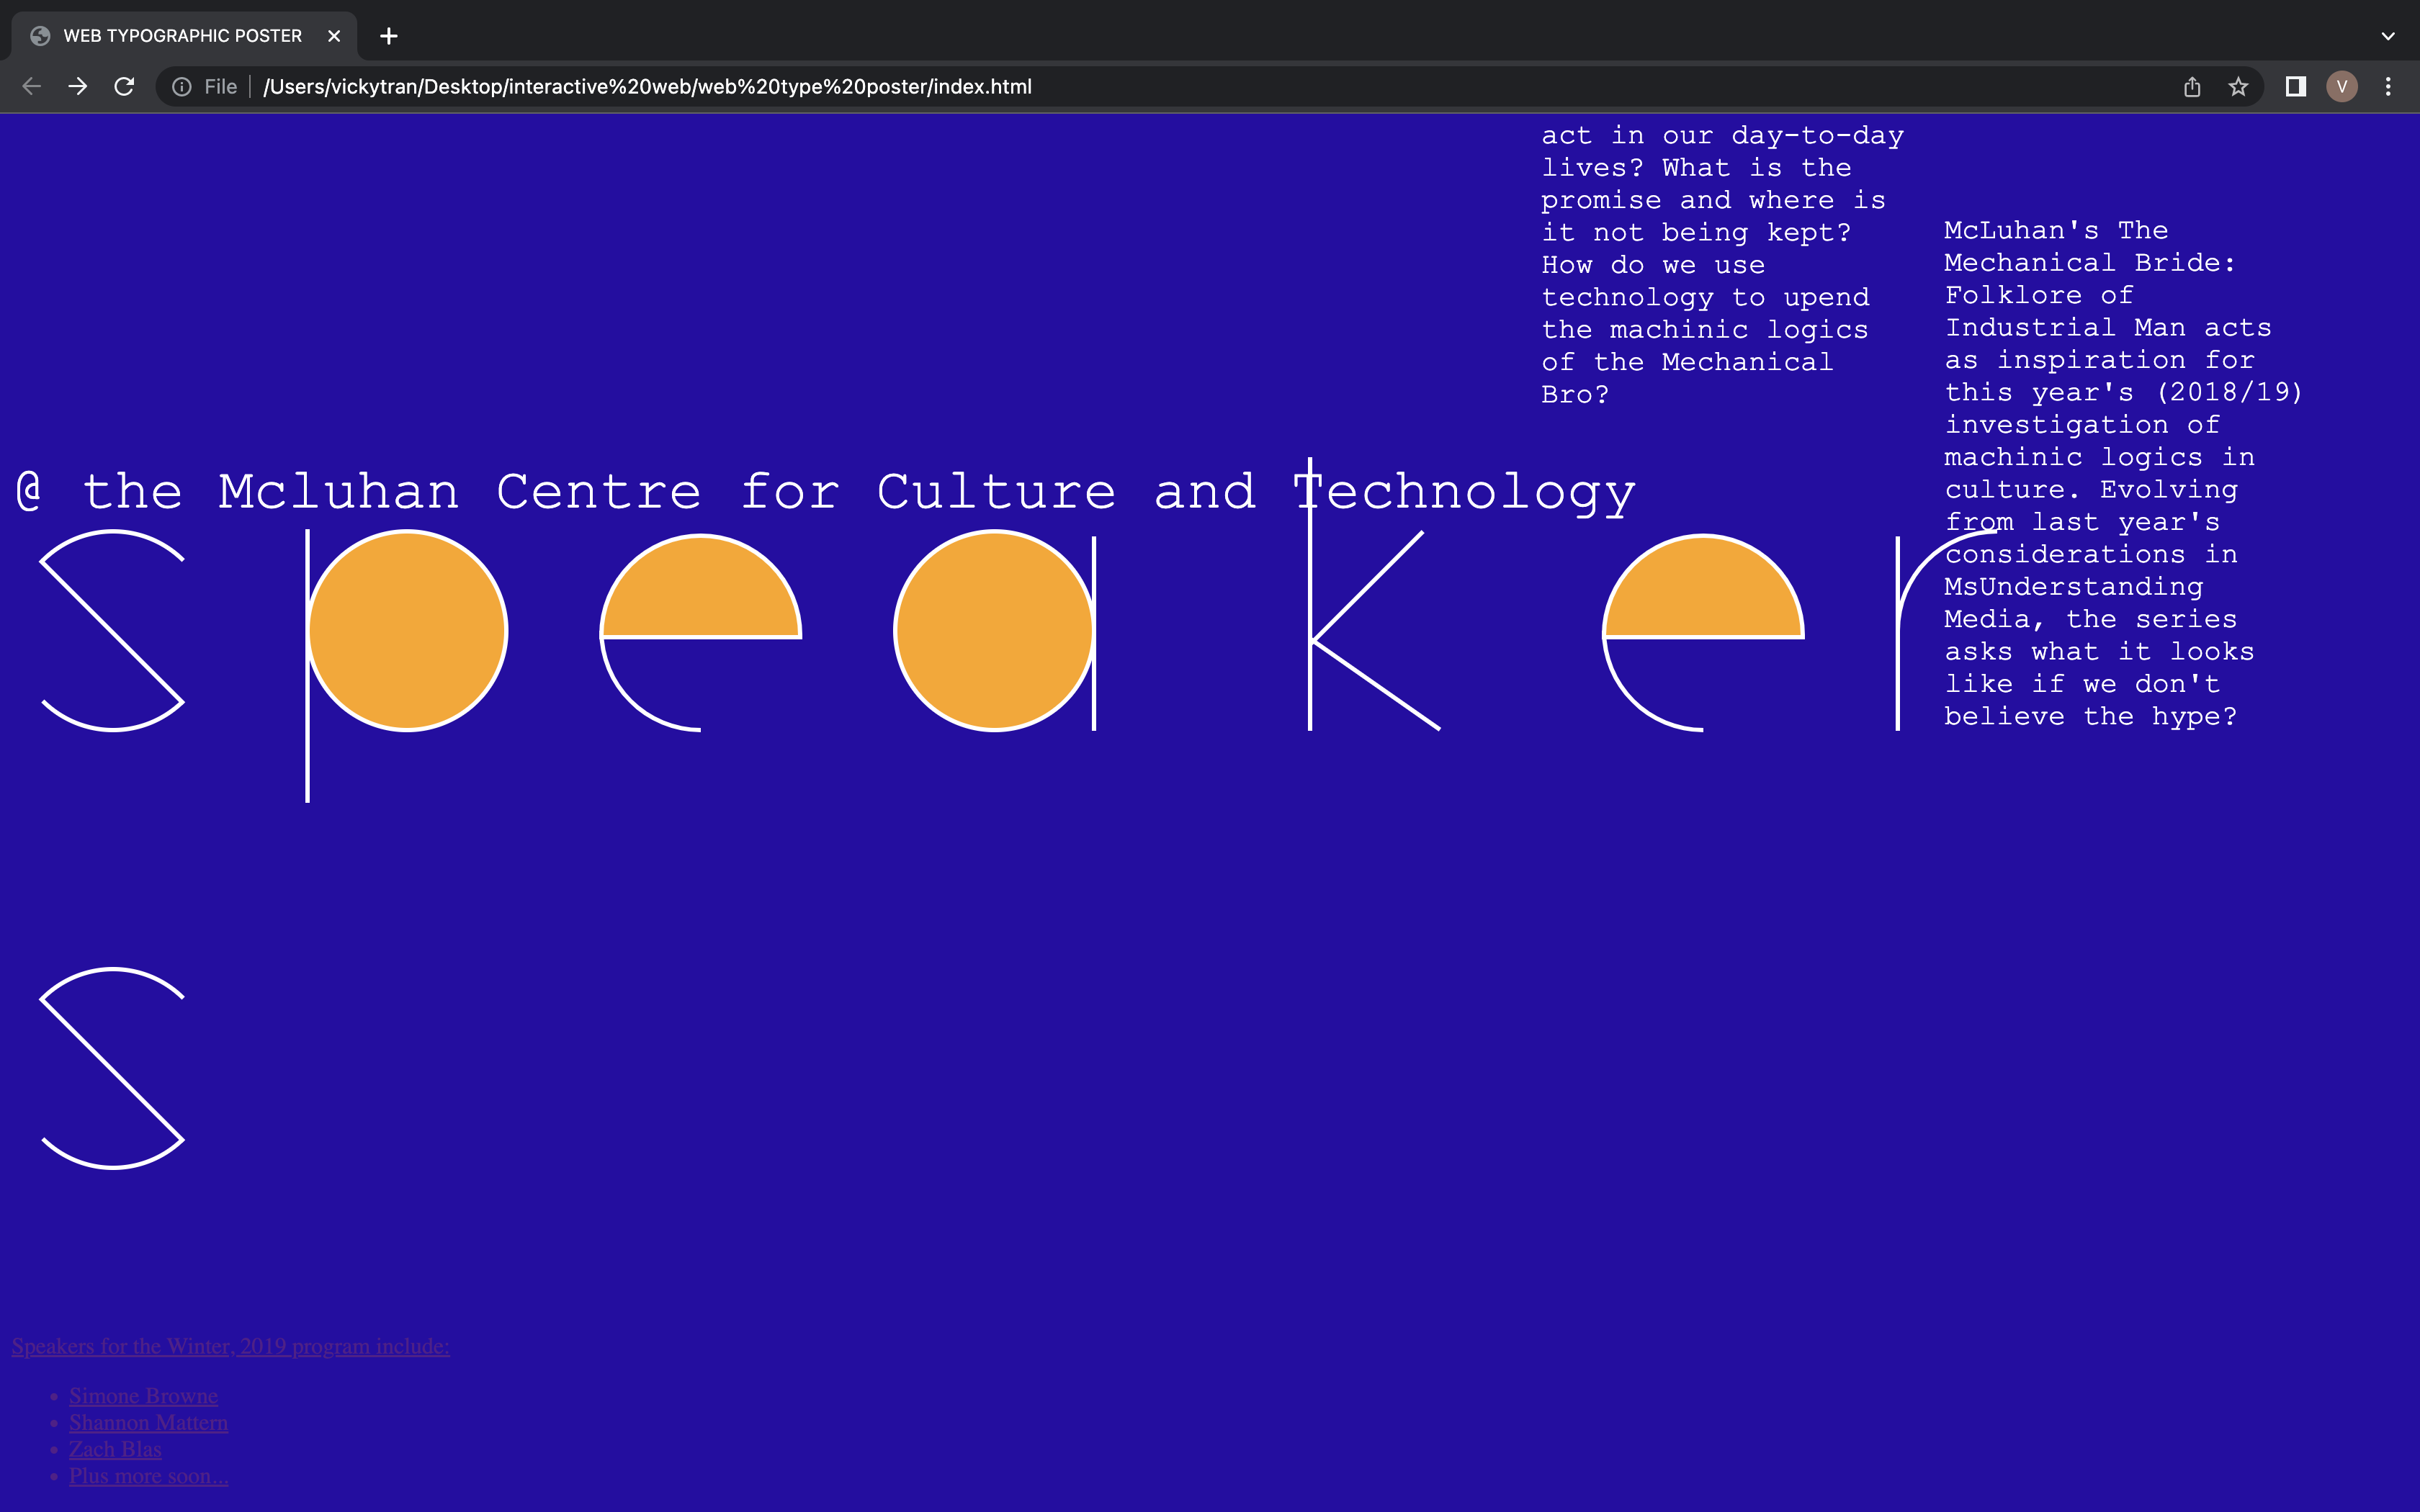 WEB TYPOGRAPHIC POSTER
File
/Users/vickytran/Desktop/interactive%20web/web%20type%20poster/index.html
V
act in our day-to-day
lives? What is the
promise and where is
it not being kept?
How do we use
technology to upend
the machinic logics
of the Mechanical
Bro?
McLuhan's The
Mechanical Bride:
Folklore of
Industrial Man acts
as inspiration for
this year's (2018/19)
investigation of
machinic logics in
culture. Evolving
from last year's
considerations in
MsUnderstanding
Media, the series
asks what it looks
like if we don't
believe the hype?
@ the Mcluhan Centre for Culture and Technology
speaker
s
Speakers for the Winter, 2019 program include:
• Simone Browne
• Shannon Mattern
• Zach Blas
• Plus more soon...